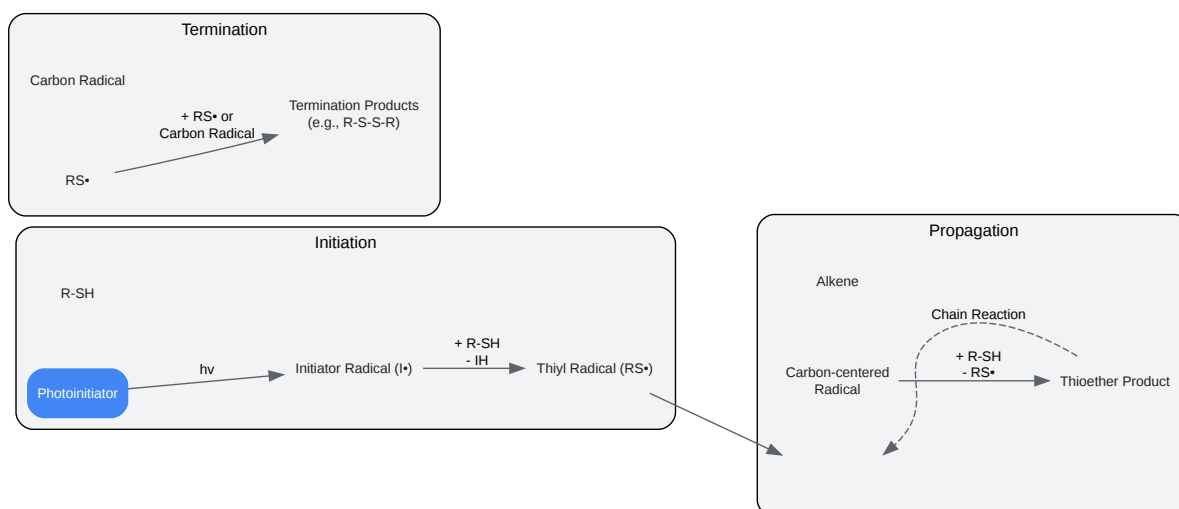 Termination
Carbon Radical
+ RS• or
Carbon Radical
Termination Products
(e.g., R-S-S-R)
RS•
Initiation
R-SH
Photoinitiator
hv
Initiator Radical (I•)
+ R-SH
- IH
Thiyl Radical (RS•)
Propagation
Alkene
Chain Reaction
Carbon-centered
Radical
+ R-SH
- RS•
Thioether Product